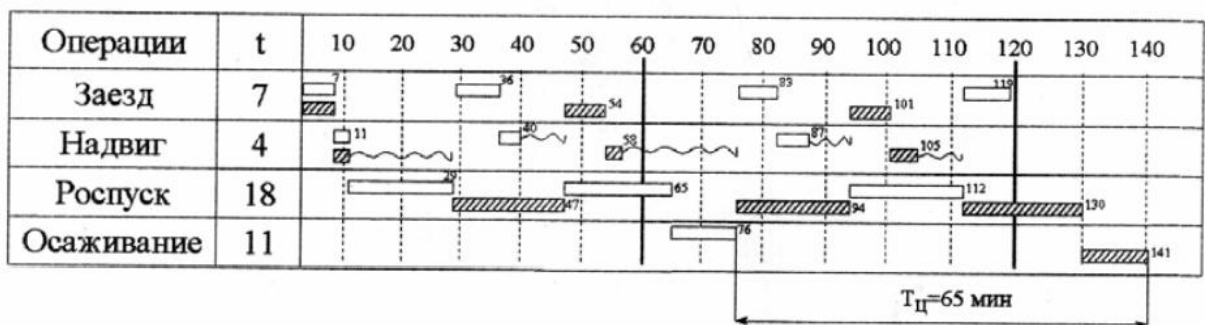 Операции t 10 20 30 40 50 60 70 80 90 100 110 120 130 140
Заезд 7 7 36 54 83 101 119
Надвиг 4 11 40 58 87 105
Роспуск 18 29 47 65 94 112 130
Осаживание 11 76 141
Tц=65 мин